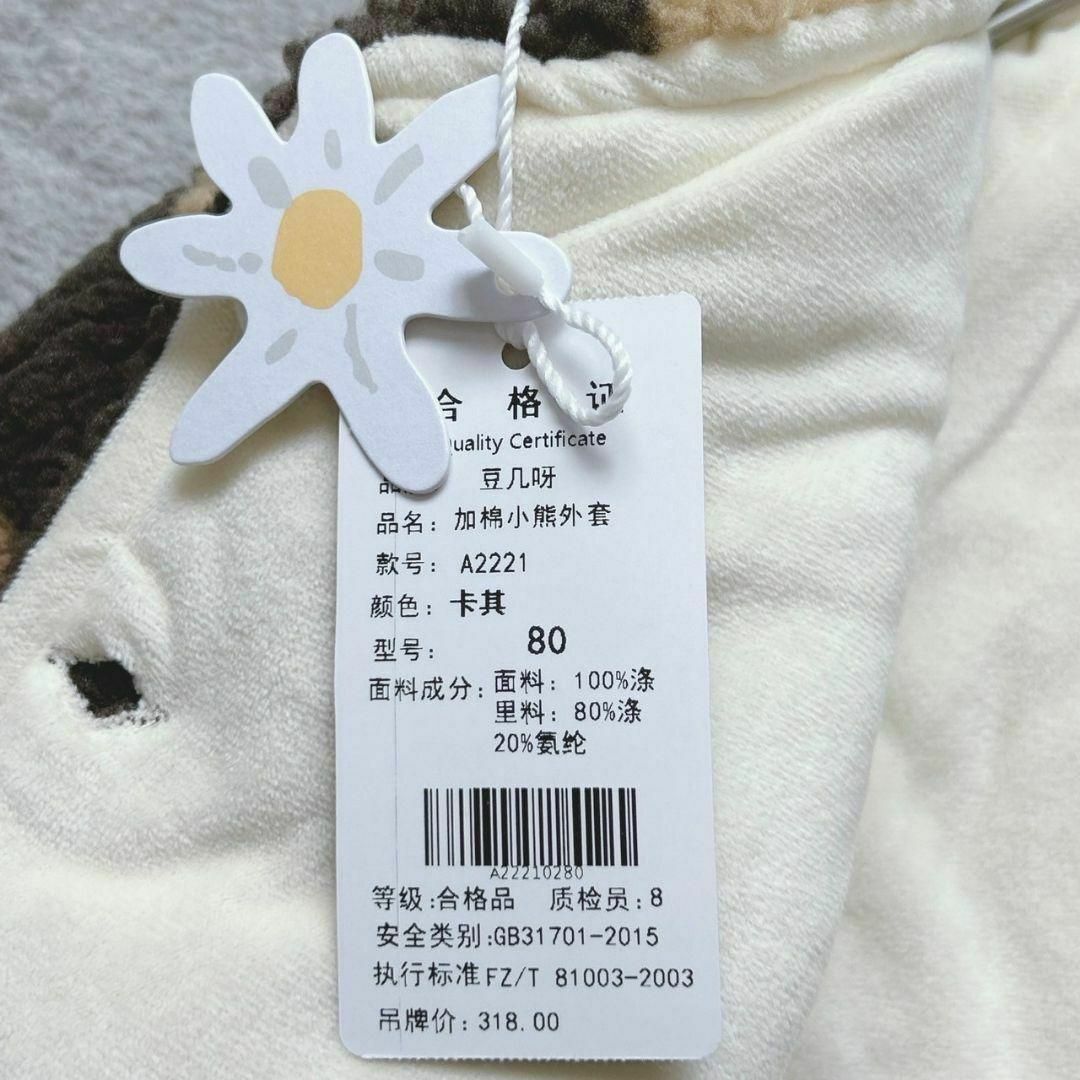 合格证
Quality Certificate
豆几呀
品名: 加棉小熊外套
款号: A2221
颜色: 卡其
型号: 80
面料成分: 面料: 100%涤
里料: 80%涤
20%氨纶
A22210280
等级:合格品 质检员:8
安全类别:GB31701-2015
执行标准FZ/T 81003-2003
吊牌价: 318.00